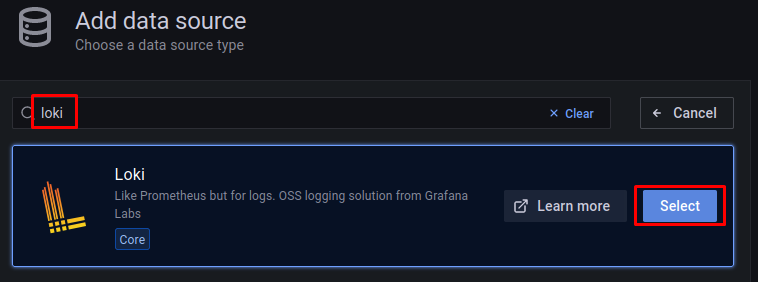 Add data source
Choose a data source type
loki
Clear
Cancel
Loki
Like Prometheus but for logs. OSS logging solution from Grafana
Labs
Learn more
Select
Core